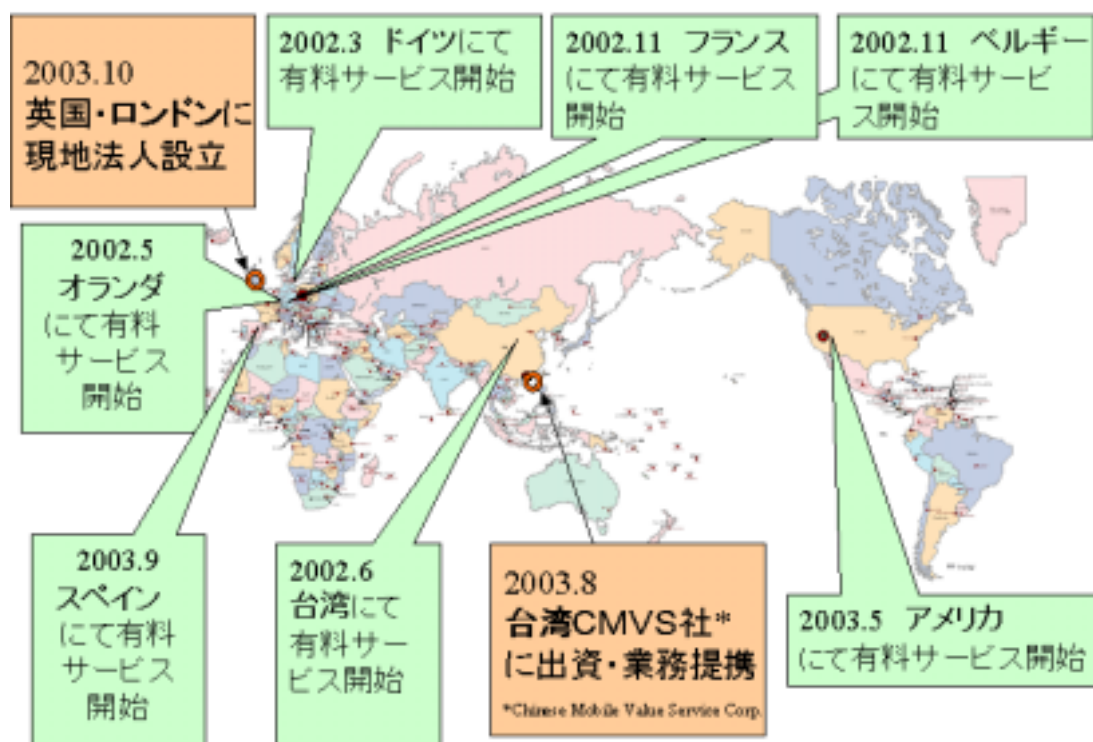 2003.10
英国・ロンドンに
現地法人設立
2002.3 ドイツにて
有料サービス開始
2002.11 フランス
にて有料サービス
開始
2002.11 ベルギー
にて有料サービ
ス開始
2002.5
オランダ
にて有料
サービス
開始
2003.9
スペイン
にて有料
サービス
開始
2002.6
台湾にて
有料サー
ビス開始
2003.8
台湾CMVS社*
に出資・業務提携
*Chinese Mobile Value Service Corp.
2003.5 アメリカ
にて有料サービス開始